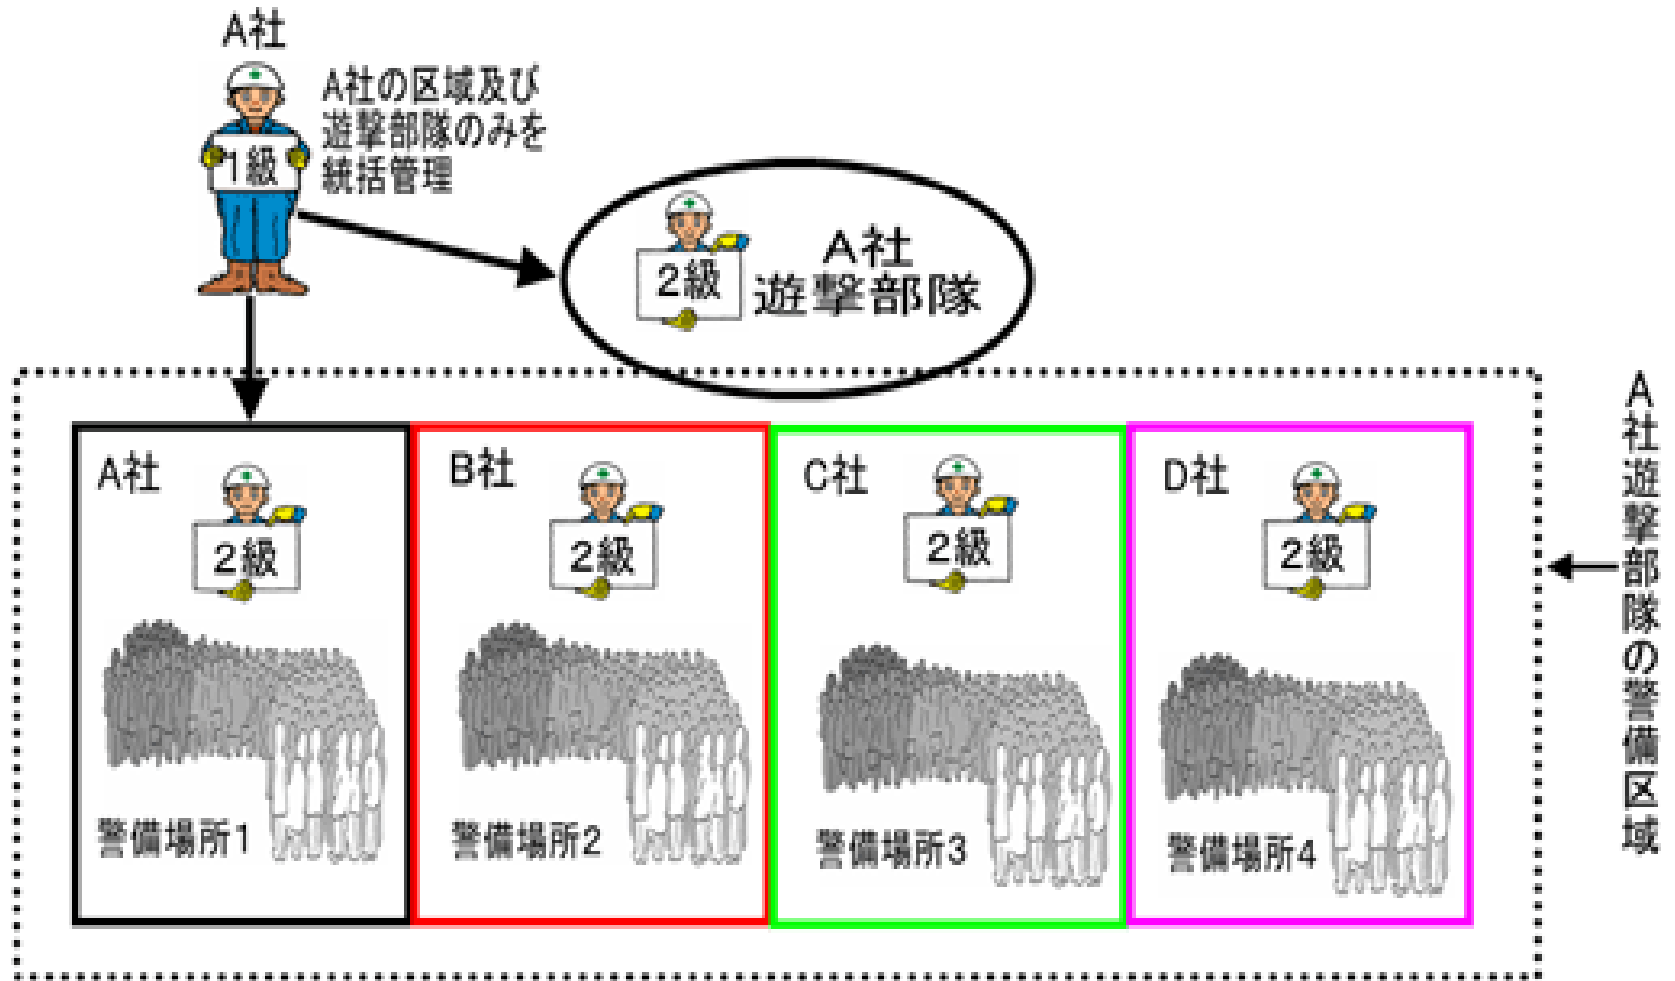 A社
A社の区域及び
遊撃部隊のみを
統括管理
1級
2級
A社
遊撃部隊
A社
2級
警備場所1
B社
2級
警備場所2
C社
2級
警備場所3
D社
2級
警備場所4
A社遊撃部隊の警備区域